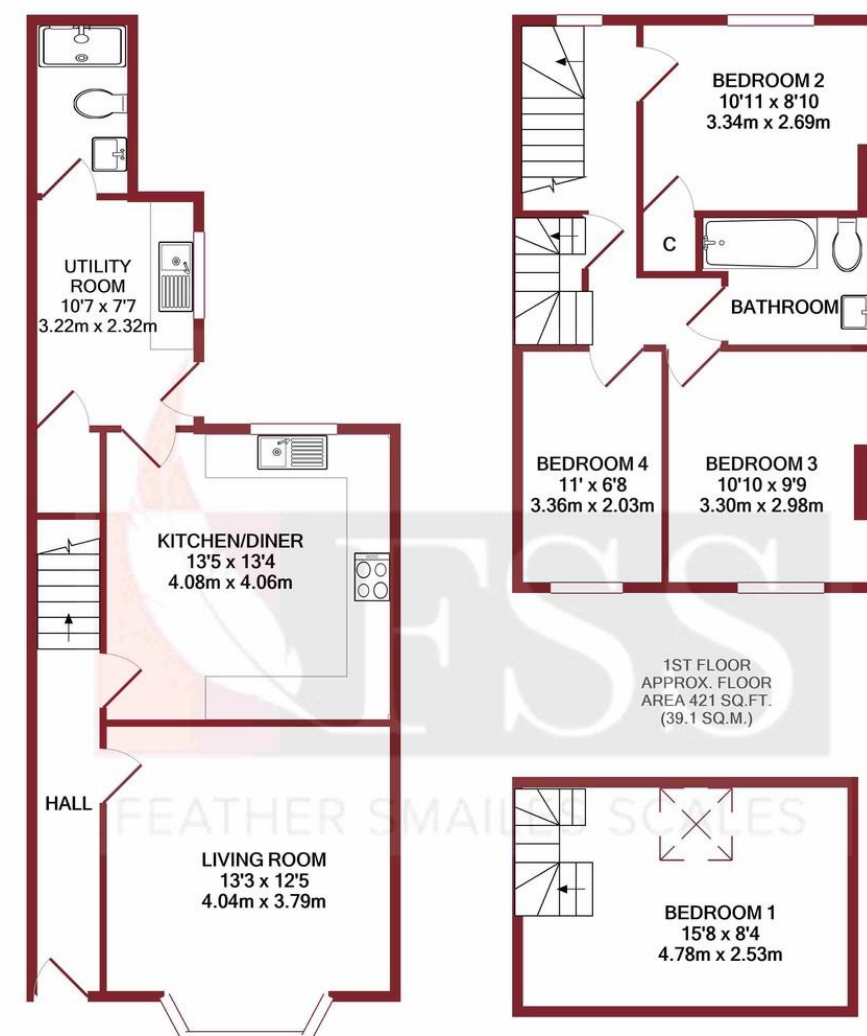 UTILITY
ROOM
10'7 x 7'7
3.22m x 2.32m
KITCHEN/DINER
13'5 x 13'4
4.08m x 4.06m
HALL
LIVING ROOM
13'3 x 12'5
4.04m x 3.79m
BEDROOM 2
10'11 x 8'10
3.34m x 2.69m
C
BATHROOM
BEDROOM 4
11' x 6'8
3.36m x 2.03m
BEDROOM 3
10'10 x 9'9
3.30m x 2.98m
1ST FLOOR
APPROX. FLOOR
AREA 421 SQ.FT.
(39.1 SQ.M.)
BEDROOM 1
15'8 x 8'4
4.78m x 2.53m
FSS
FEATHER SMAILES SCALES